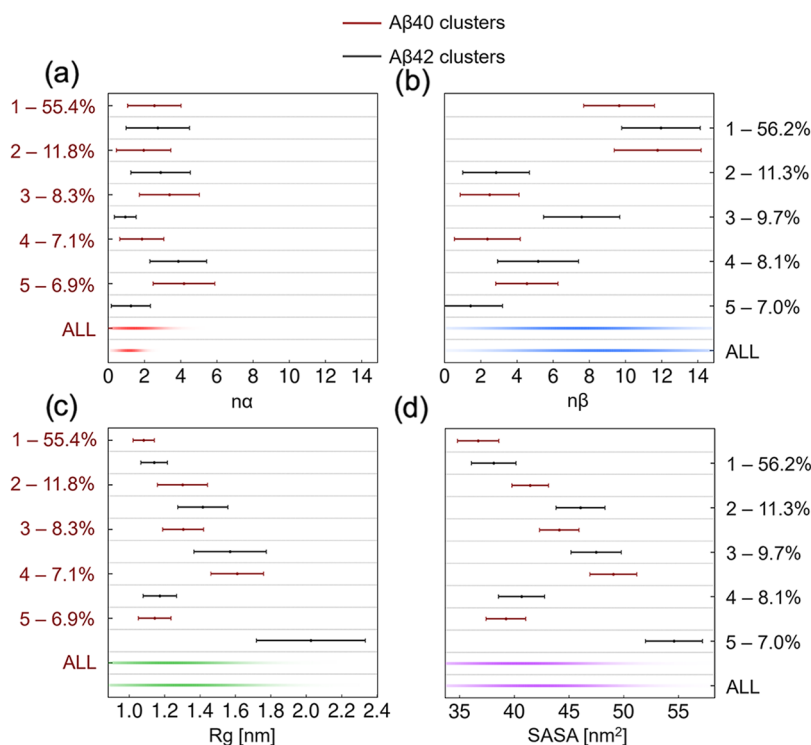 Aβ40 clusters
Aβ42 clusters
(a)
(b)
1 – 55.4%
1 – 56.2%
2 – 11.8%
2 – 11.3%
3 – 8.3%
3 – 9.7%
4 – 7.1%
4 – 8.1%
5 – 6.9%
5 – 7.0%
ALL
ALL
0 2 4 6 8 10 12 14
0 2 4 6 8 10 12 14
nα
nβ
(c)
(d)
1 – 55.4%
1 – 56.2%
2 – 11.8%
2 – 11.3%
3 – 8.3%
3 – 9.7%
4 – 7.1%
4 – 8.1%
5 – 6.9%
5 – 7.0%
ALL
ALL
1.0 1.2 1.4 1.6 1.8 2.0 2.2 2.4
35 40 45 50 55
Rg [nm]
SASA [nm²]